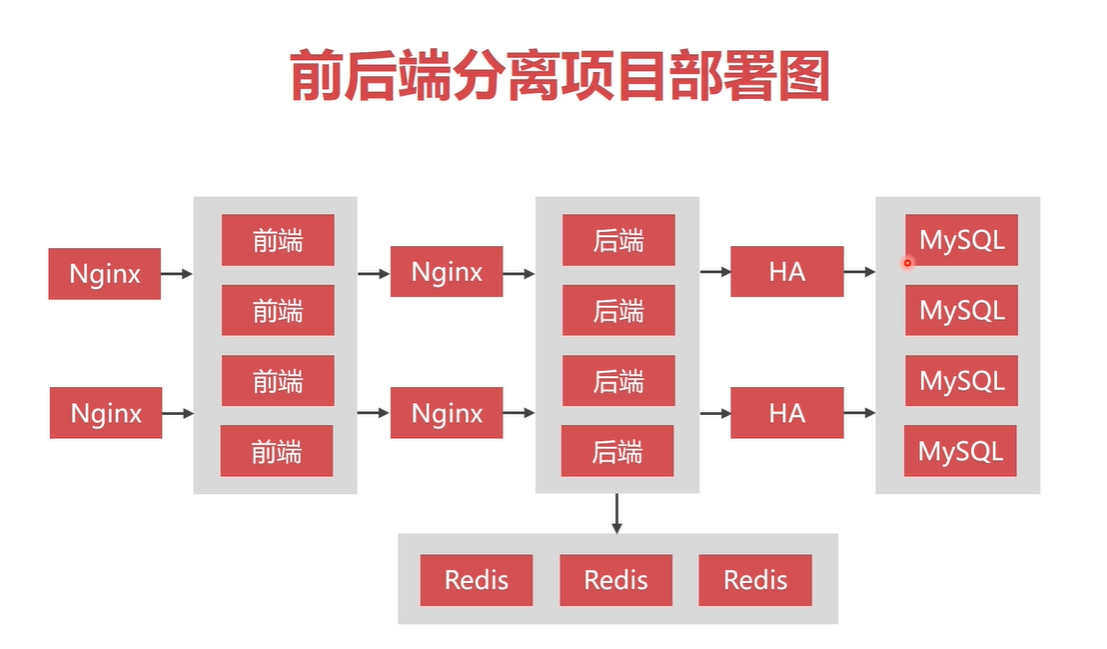 前后端分离项目部署图
Nginx
Nginx
前端
前端
前端
前端
Nginx
Nginx
后端
后端
后端
后端
HA
HA
MySQL
MySQL
MySQL
MySQL
Redis
Redis
Redis